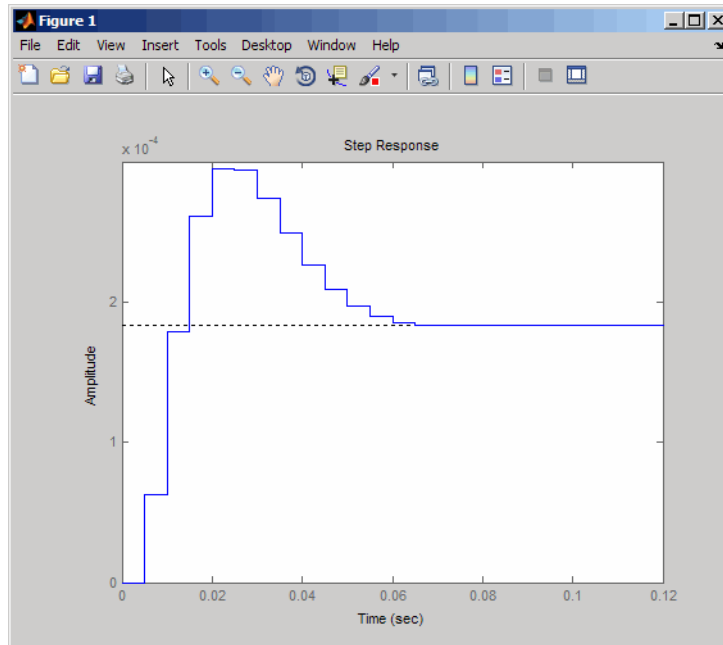 Figure 1
File Edit View Insert Tools Desktop Window Help
x 10⁻⁴
Step Response
2
1
0
Amplitude
0 0.02 0.04 0.06 0.08 0.1 0.12
Time (sec)